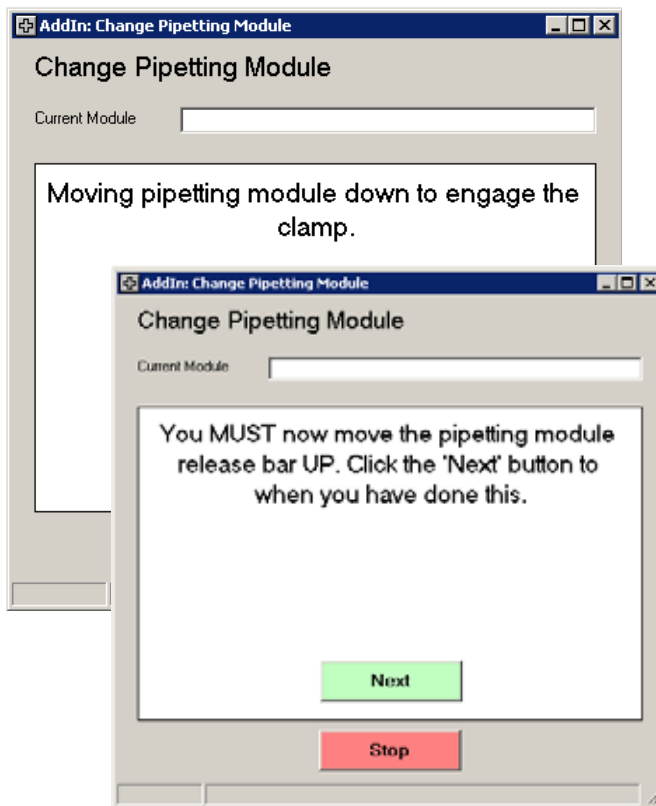 AddIn: Change Pipetting Module
Change Pipetting Module
Current Module
Moving pipetting module down to engage the
clamp.
AddIn: Change Pipetting Module
Change Pipetting Module
Current Module
You MUST now move the pipetting module
release bar UP. Click the 'Next' button to
when you have done this.
Next
Stop